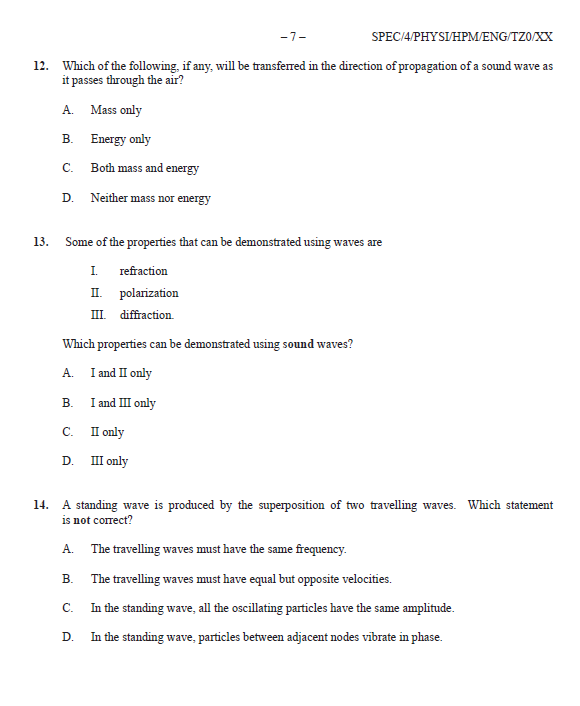 – 7 –
SPEC/4/PHYSI/HPM/ENG/TZ0/XX
12. Which of the following, if any, will be transferred in the direction of propagation of a sound wave as
it passes through the air?
A. Mass only
B. Energy only
C. Both mass and energy
D. Neither mass nor energy
13. Some of the properties that can be demonstrated using waves are
I. refraction
II. polarization
III. diffraction.
Which properties can be demonstrated using sound waves?
A. I and II only
B. I and III only
C. II only
D. III only
14. A standing wave is produced by the superposition of two travelling waves. Which statement
is not correct?
A. The travelling waves must have the same frequency.
B. The travelling waves must have equal but opposite velocities.
C. In the standing wave, all the oscillating particles have the same amplitude.
D. In the standing wave, particles between adjacent nodes vibrate in phase.